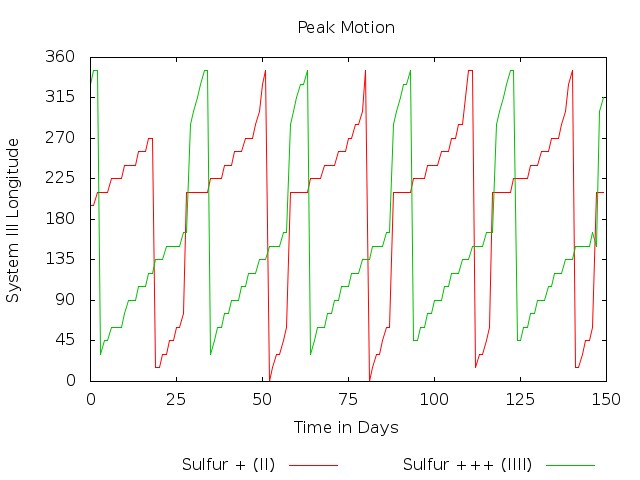 Peak Motion
360
315
270
225
180
135
90
45
0
System III Longitude
0 25 50 75 100 125 150
Time in Days
Sulfur + (II) Sulfur +++ (IIII)